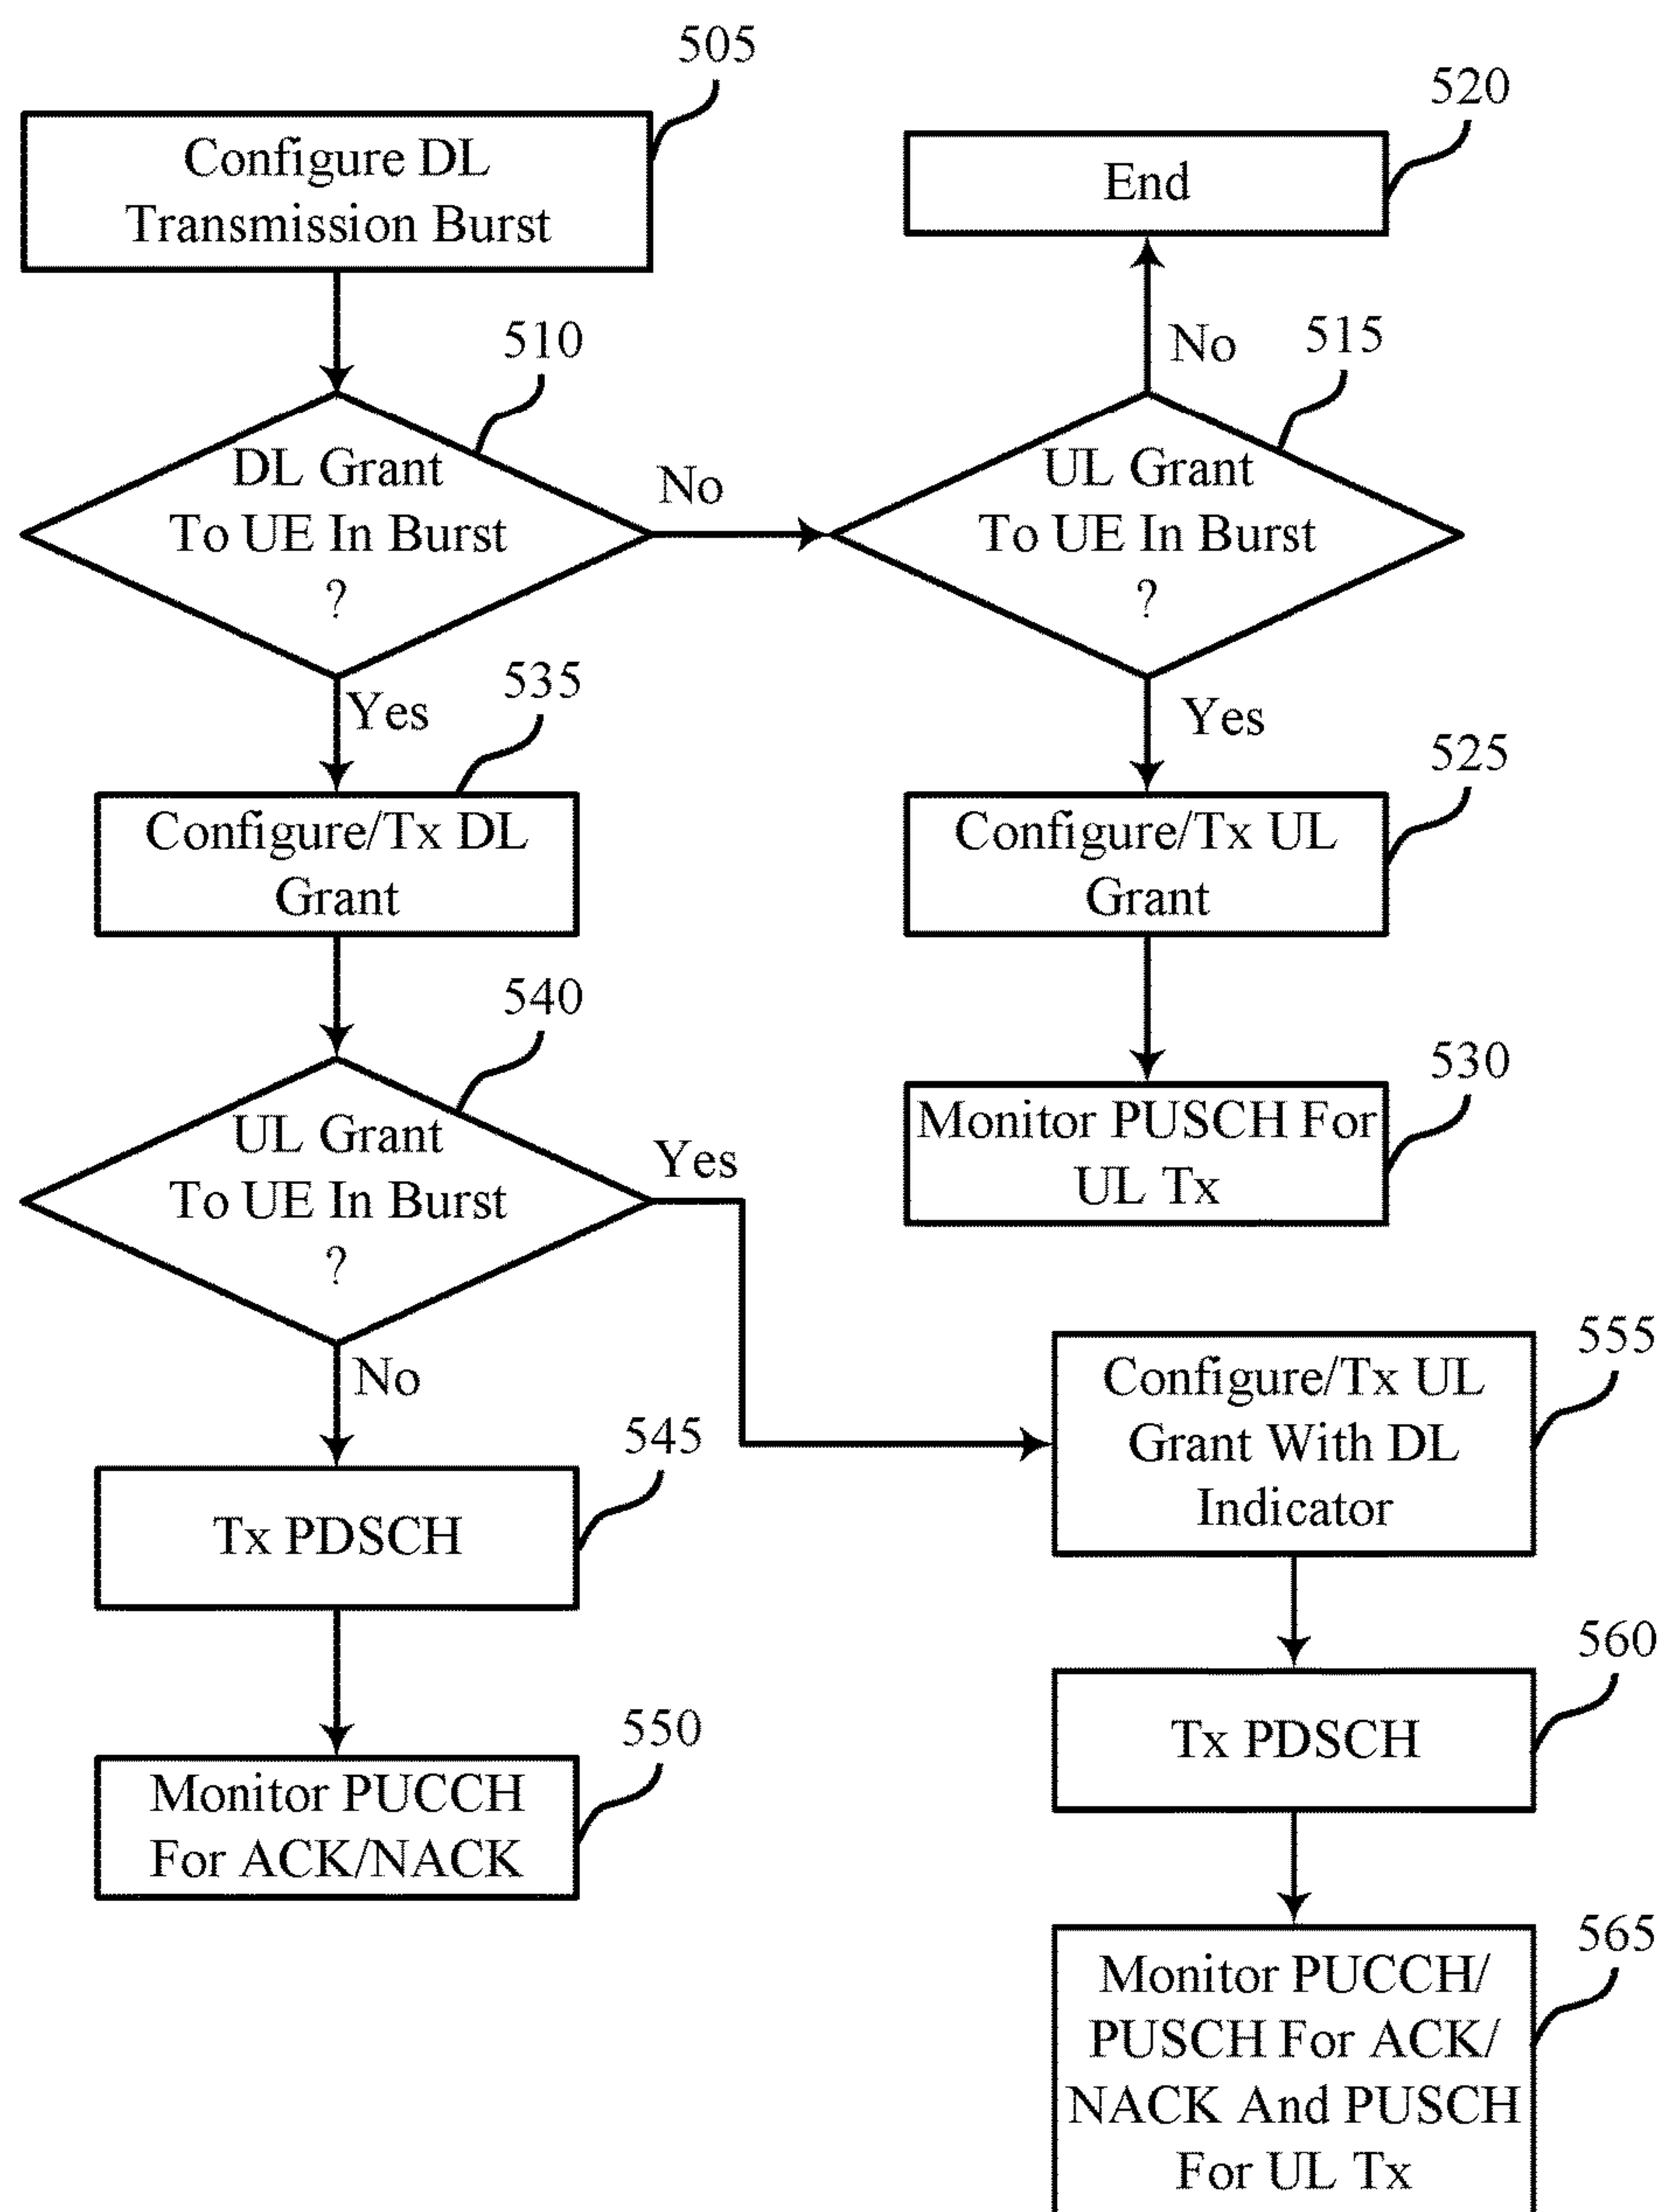 505
Configure DL
Transmission Burst
520
End
510
DL Grant
To UE In Burst
?
No
515
No
UL Grant
To UE In Burst
?
Yes
535
Configure/Tx DL
Grant
Yes
525
Configure/Tx UL
Grant
540
UL Grant
To UE In Burst
?
Yes
530
Monitor PUSCH For
UL Tx
No
545
Tx PDSCH
555
Configure/Tx UL
Grant With DL
Indicator
550
Monitor PUCCH
For ACK/NACK
560
Tx PDSCH
565
Monitor PUCCH/
PUSCH For ACK/
NACK And PUSCH
For UL Tx